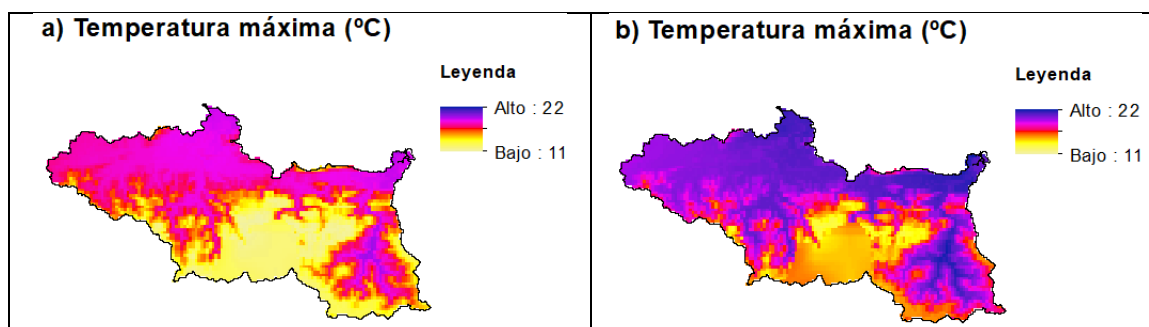 a) Temperatura máxima (ºC)
Leyenda
Alto : 22
Bajo : 11
b) Temperatura máxima (ºC)
Leyenda
Alto : 22
Bajo : 11